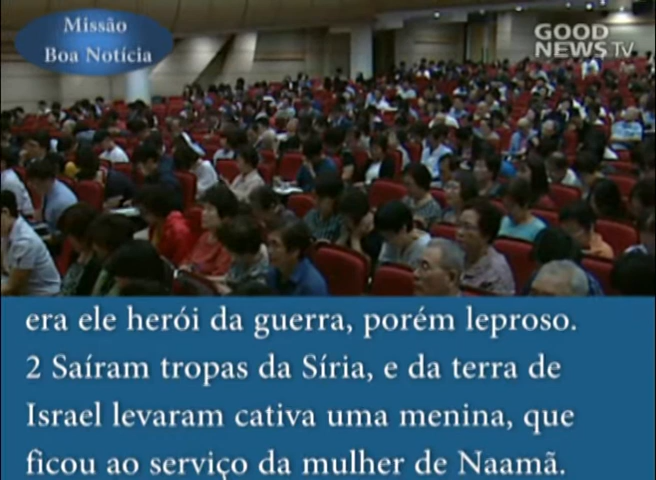 Missão
Boa Notícia
GOOD
NEWS TV
era ele herói da guerra, porém leproso.
2 Saíram tropas da Síria, e da terra de
Israel levaram cativa uma menina, que
ficou ao serviço da mulher de Naamã.